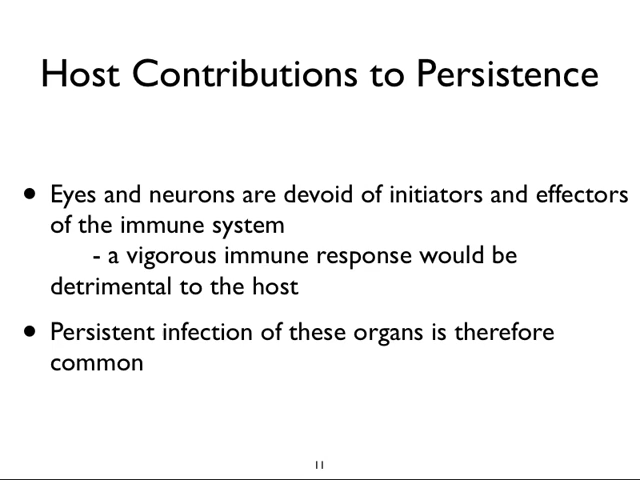 Host Contributions to Persistence
• Eyes and neurons are devoid of initiators and effectors
of the immune system
- a vigorous immune response would be
detrimental to the host
• Persistent infection of these organs is therefore
common
11